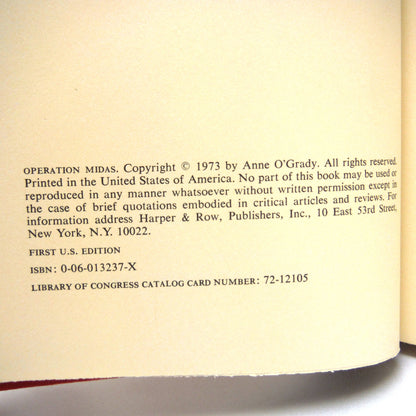 OPERATION MIDAS. Copyright © 1973 by Anne O'Grady. All rights reserved.
Printed in the United States of America. No part of this book may be used or
reproduced in any manner whatsoever without written permission except in
the case of brief quotations embodied in critical articles and reviews. For
information address Harper & Row, Publishers, Inc., 10 East 53rd Street,
New York, N.Y. 10022.
FIRST U.S. EDITION
ISBN: 0-06-013237-X
LIBRARY OF CONGRESS CATALOG CARD NUMBER: 72-12105